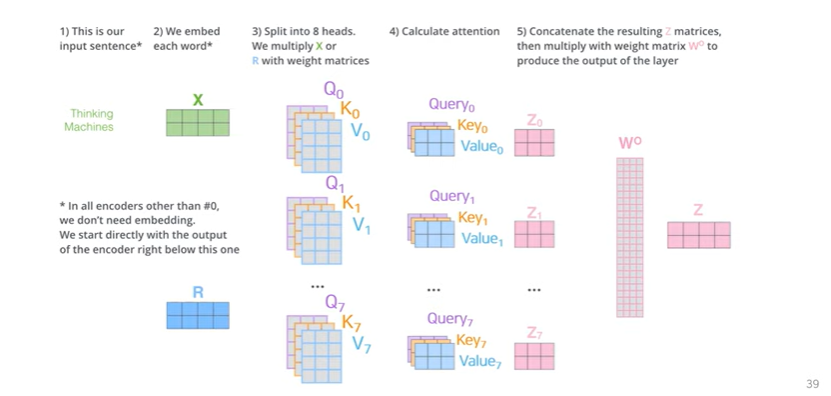 1) This is our
input sentence*
2) We embed
each word*
3) Split into 8 heads.
We multiply X or
R with weight matrices
4) Calculate attention
5) Concatenate the resulting Z matrices,
then multiply with weight matrix Wᴼ to
produce the output of the layer
Thinking
Machines
X
Q₀
K₀
V₀
Query₀
Key₀
Value₀
Z₀
Wᴼ
* In all encoders other than #0,
we don't need embedding.
We start directly with the output
of the encoder right below this one
Q₁
K₁
V₁
Query₁
Key₁
Value₁
Z₁
Z
...
...
...
R
Q₇
K₇
V₇
Query₇
Key₇
Value₇
Z₇
39